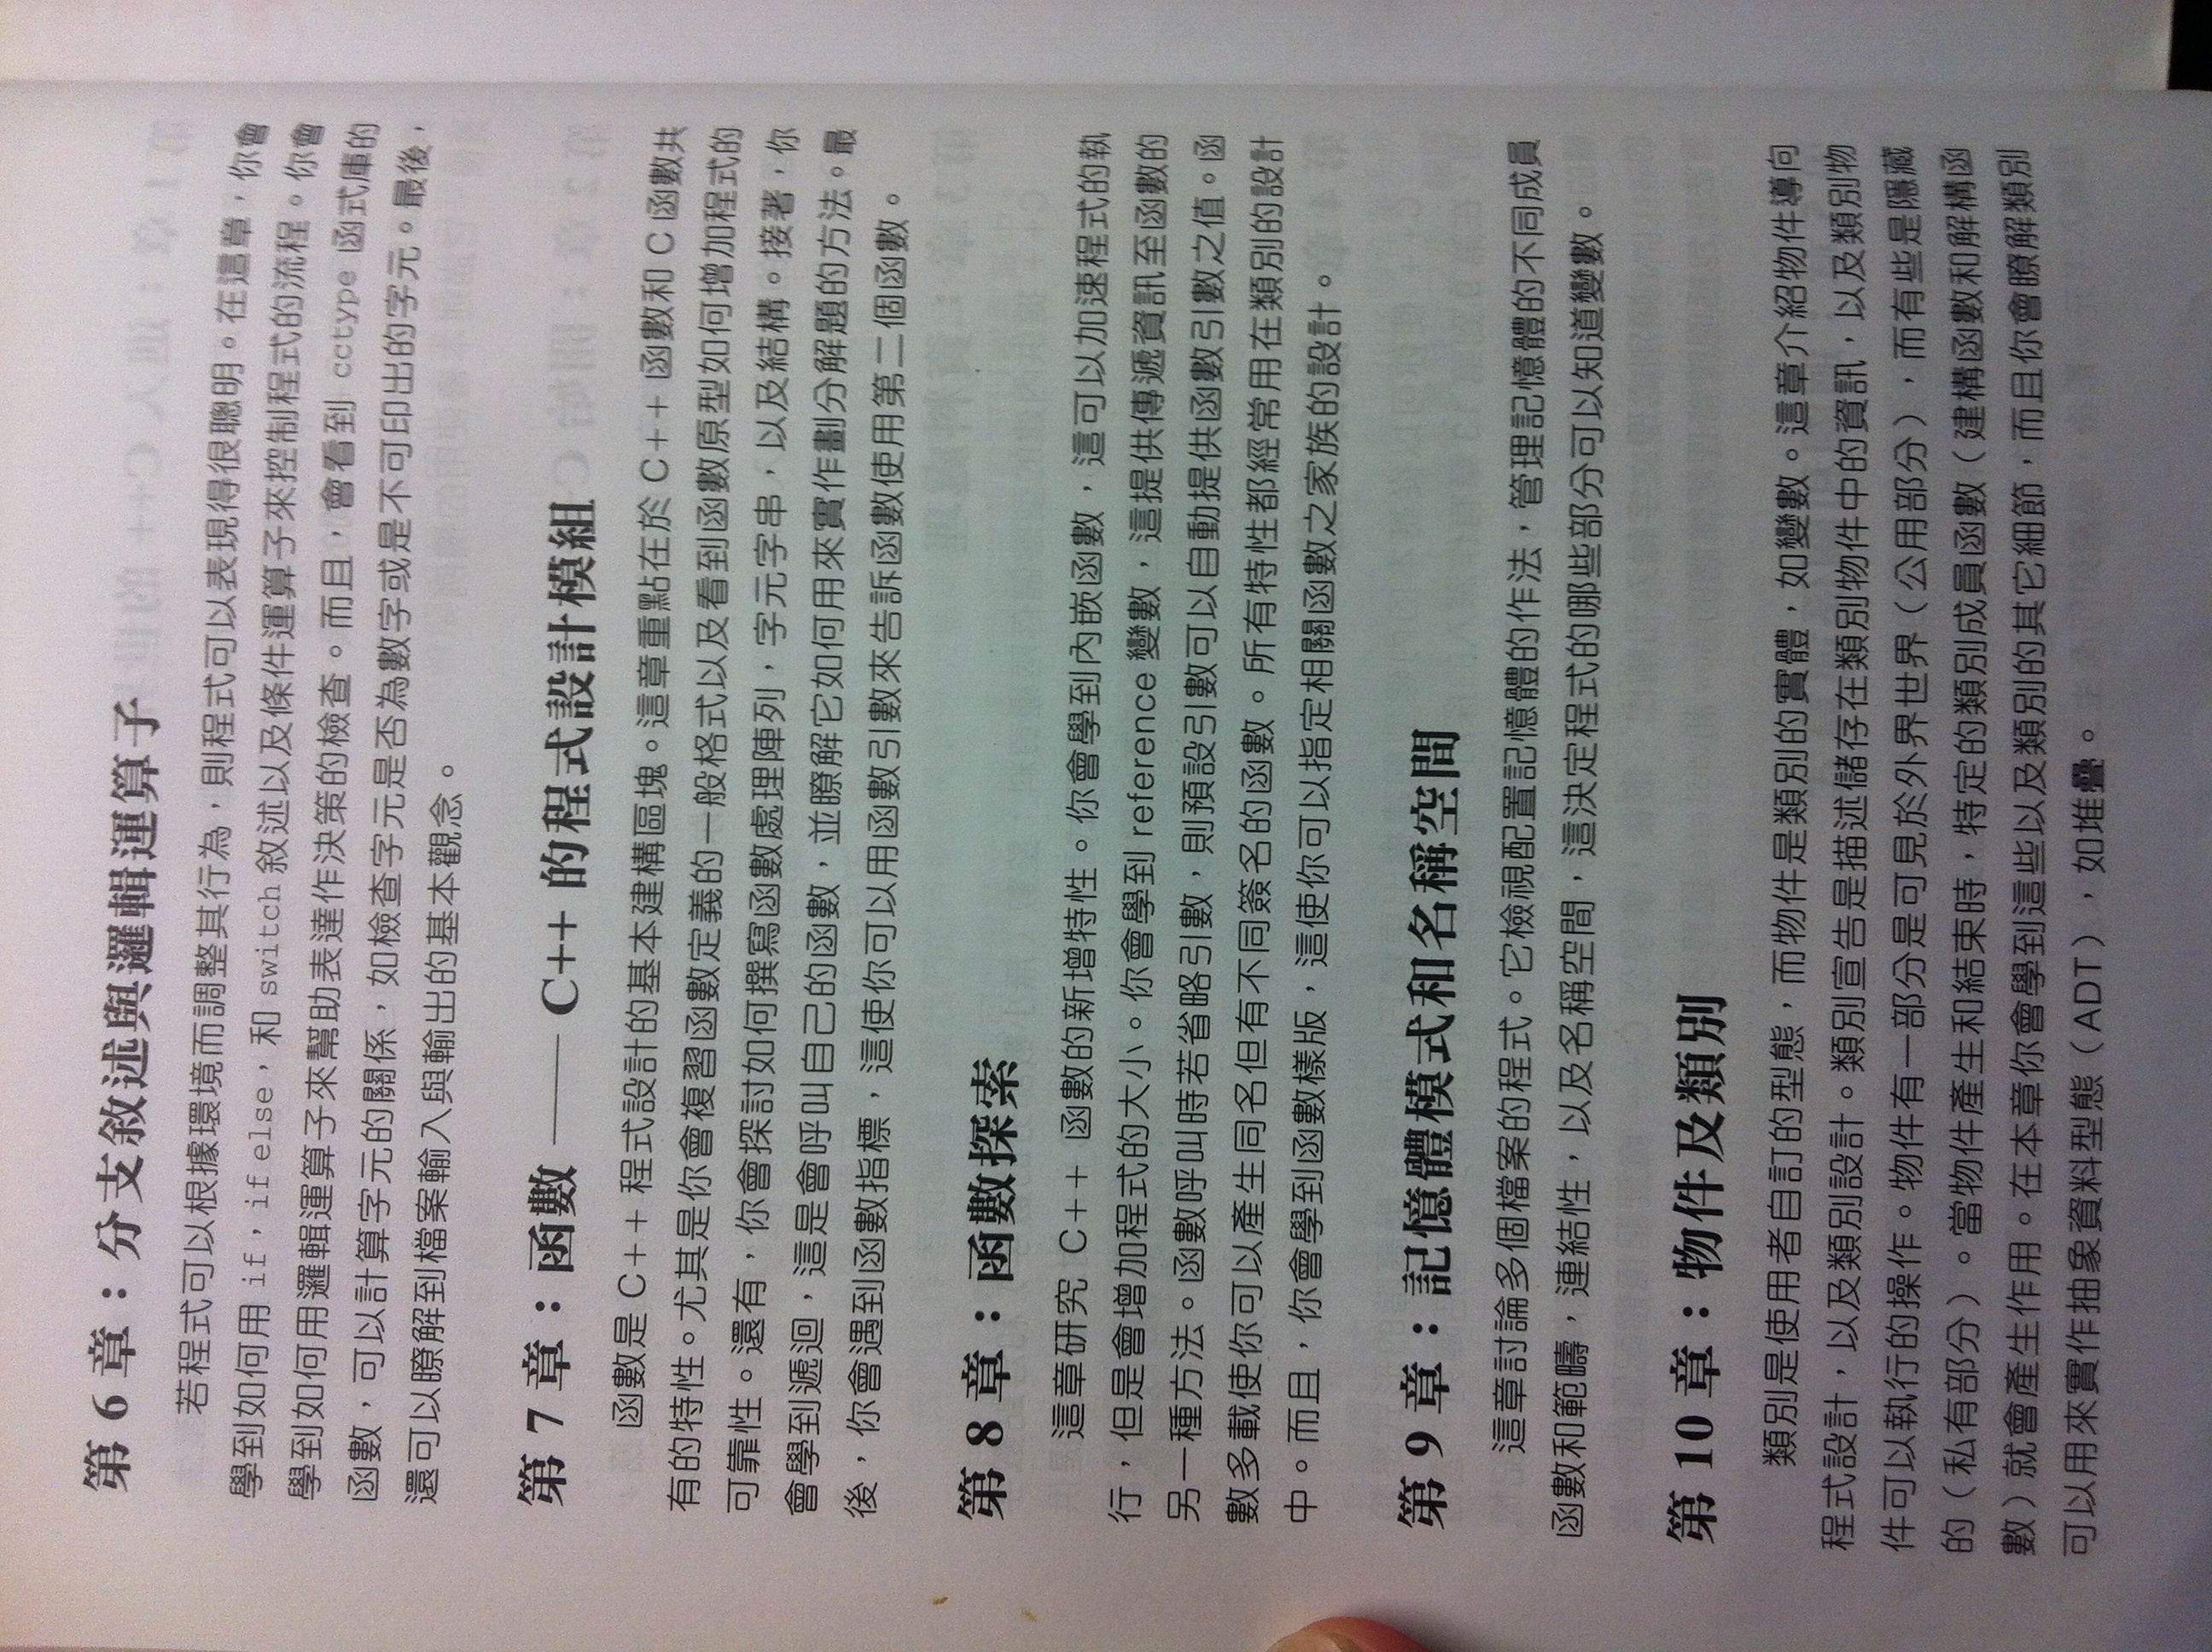 第 6 章：分支敘述與邏輯運算子
若程式可以根據環境而調整其行為，則程式可以表現得很聰明。在這章，你會
學到如何用 if，if else，和 switch 敘述以及條件運算子來控制程式的流程。你會
學到如何用邏輯運算子來幫助表達作決策的檢查。而且，會看到 cctype 函式庫的
函數，可以計算字元的關係，如檢查字元是否為數字或是不可印出的字元。最後，
還可以瞭解到檔案輸入與輸出的基本觀念。
第 7 章：函數 —— C++ 的程式設計模組
函數是 C++ 程式設計的基本建構區塊。這章重點在於 C++ 函數和 C 函數共
有的特性。尤其是你會複習函數定義的一般格式以及看到函數原型如何增加程式的
可靠性。還有，你會探討如何撰寫函數處理陣列，字元字串，以及結構。接著，你
會學到遞迴，這是會呼叫自己的函數，並瞭解它如何用來實作劃分解題的方法。最
後，你會遇到函數指標，這使你可以用函數引數來告訴函數使用第二個函數。
第 8 章：函數探索
這章研究 C++ 函數的新增特性。你會學到內嵌函數，這可以加速程式的執
行，但是會增加程式的大小。你會學到 reference 變數，這提供傳遞資訊至函數的
另一種方法。函數呼叫時若省略引數，則預設引數可以自動提供函數引數之值。函
數多載使你可以產生同名但有不同簽名的函數。所有特性都經常用在類別的設計
中。而且，你會學到函數樣版，這使你可以指定相關函數之家族的設計。
第 9 章：記憶體模式和名稱空間
這章討論多個檔案的程式。它檢視配置記憶體的作法，管理記憶體的不同成員
函數和範疇，連結性，以及名稱空間，這決定程式的哪些部分可以知道變數。
第 10 章：物件及類別
類別是使用者自訂的型態，而物件是類別的實體，如變數。這章介紹物件導向
程式設計，以及類別設計。類別宣告是描述儲存在類別物件中的資訊，以及類別物
件可以執行的操作。物件有一部分是可見於外界世界（公用部分），而有些是隱藏
的（私有部分）。當物件產生和結束時，特定的類別成員函數（建構函數和解構函
數）就會產生作用。在本章你會學到這些以及類別的其它細節，而且你會瞭解類別
可以用來實作抽象資料型態（ADT），如堆疊。